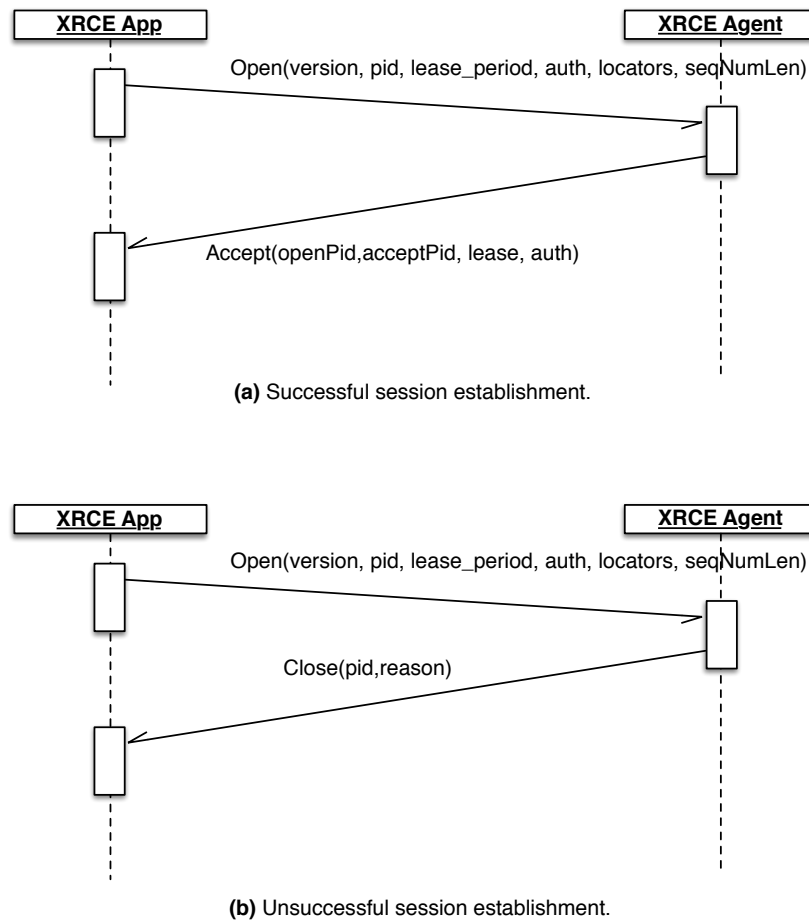 XRCE App XRCE Agent
Open(version, pid, lease_period, auth, locators, seqNumLen)
Accept(openPid,acceptPid, lease, auth)
(a) Successful session establishment.
XRCE App XRCE Agent
Open(version, pid, lease_period, auth, locators, seqNumLen)
Close(pid,reason)
(b) Unsuccessful session establishment.